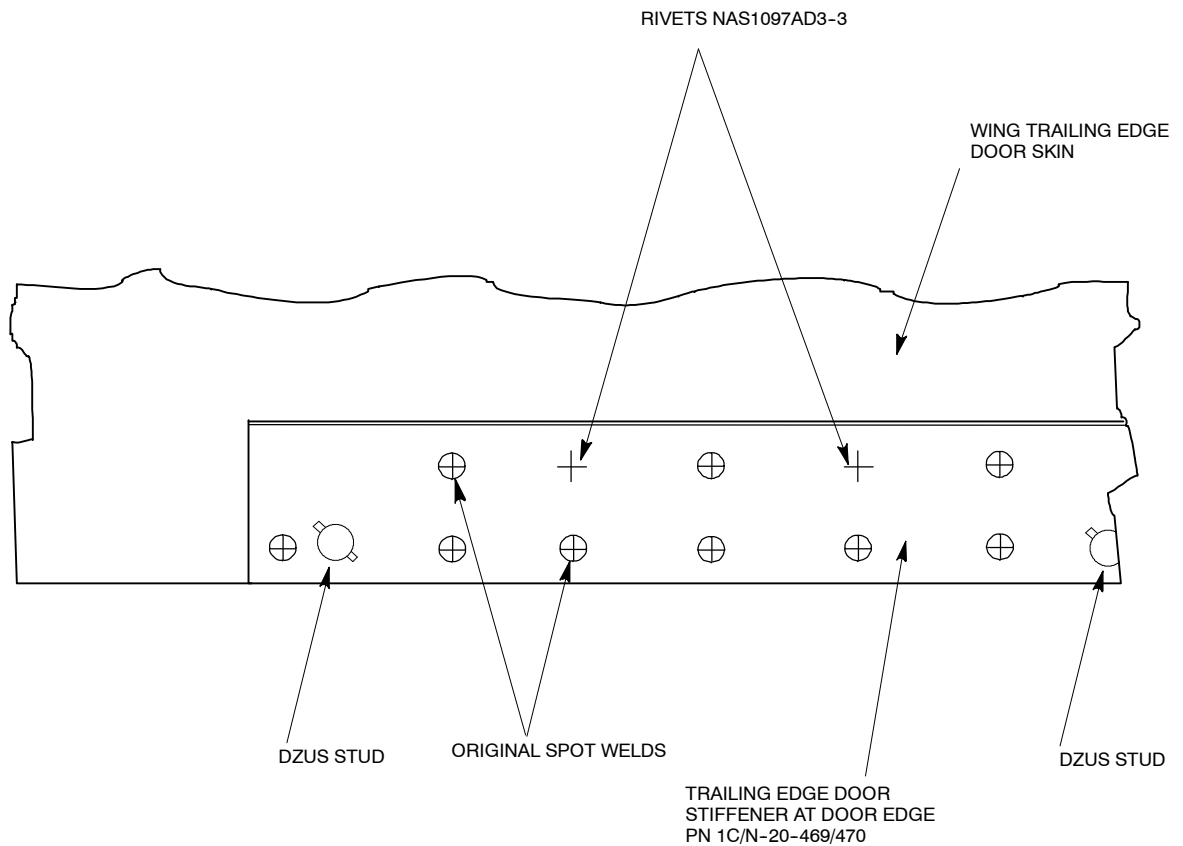 RIVETS NAS1097AD3-3
WING TRAILING EDGE
DOOR SKIN
DZUS STUD
ORIGINAL SPOT WELDS
DZUS STUD
TRAILING EDGE DOOR
STIFFENER AT DOOR EDGE
PN 1C/N-20-469/470